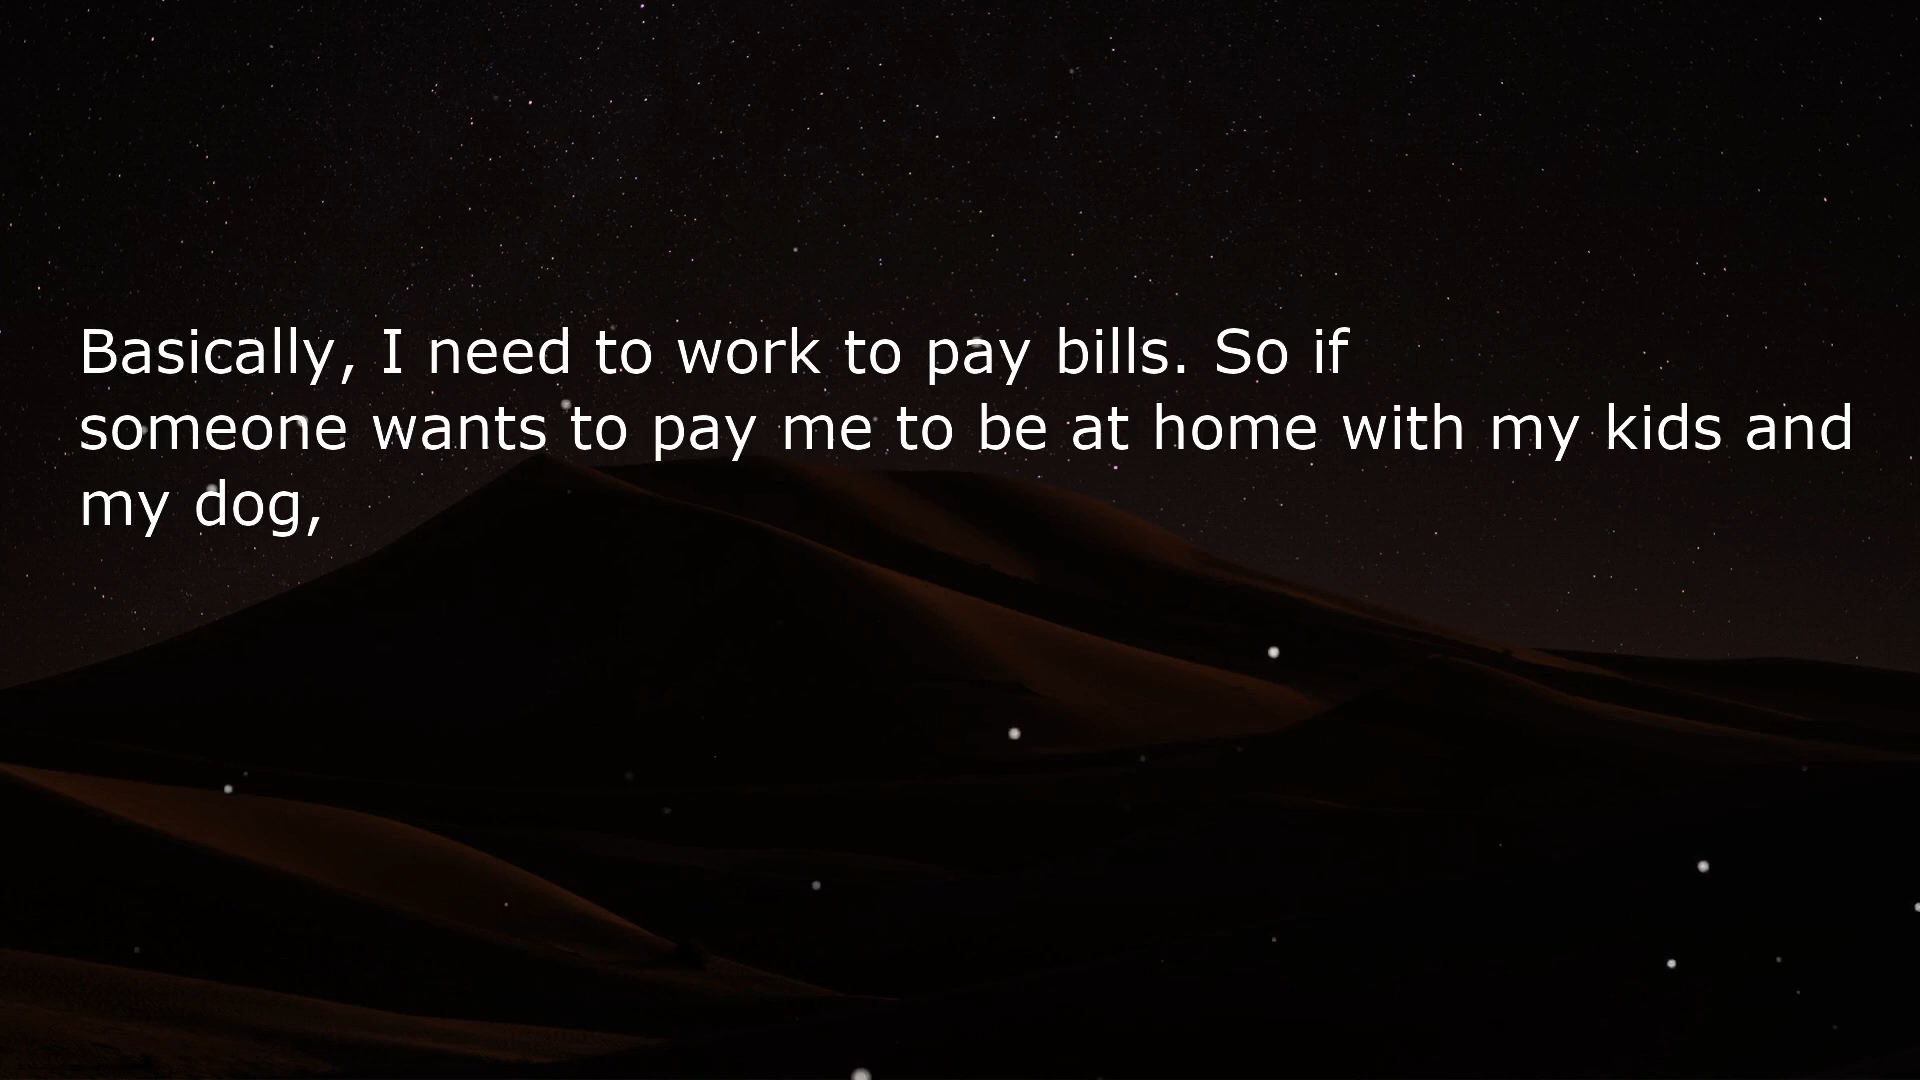 Basically, I need to work to pay bills. So if
someone wants to pay me to be at home with my kids and
my dog,